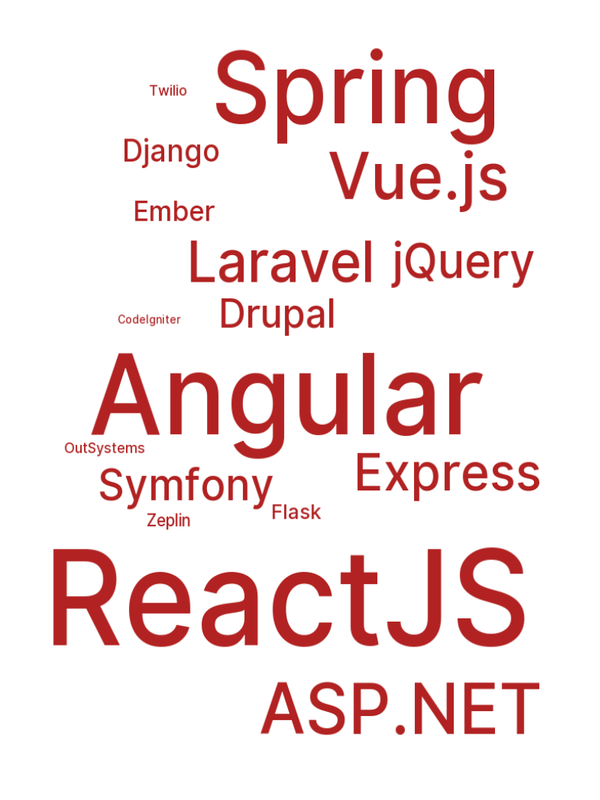 Spring
Twilio
Django
Vue.js
Ember
Laravel jQuery
CodeIgniter Drupal
Angular
OutSystems
Express
Symfony
Flask
Zeplin
ReactJS
ASP.NET